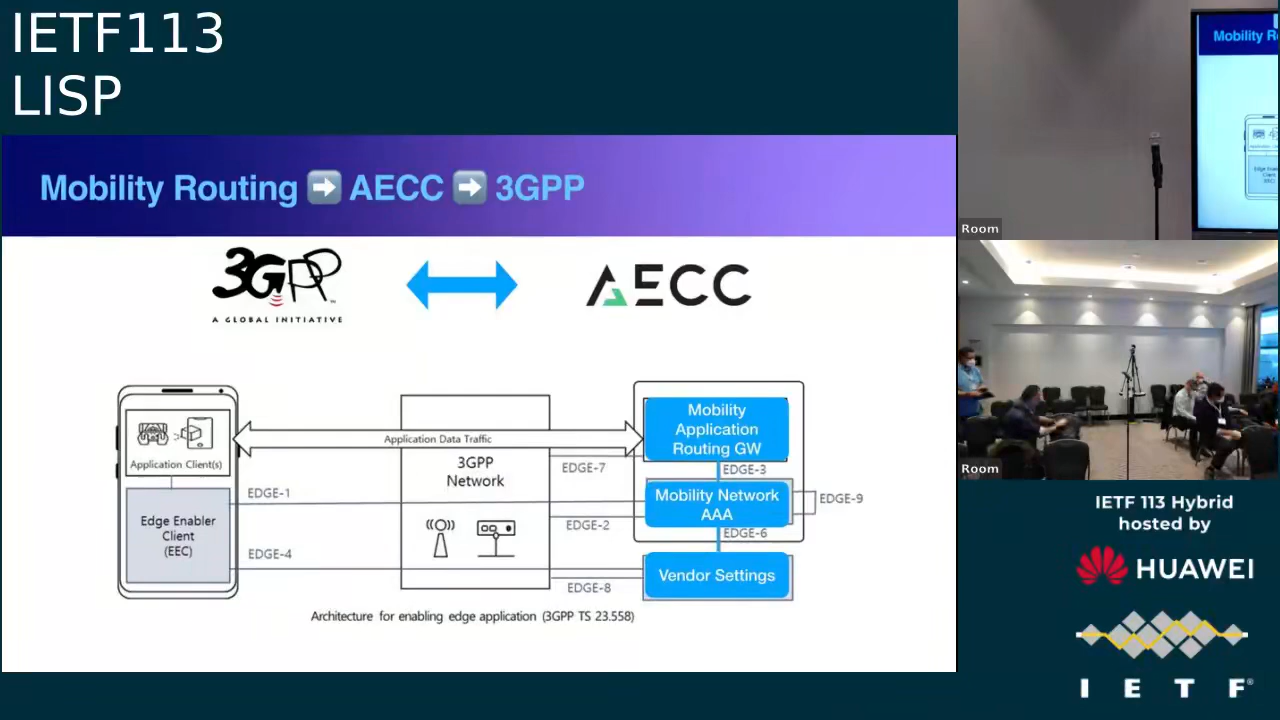 IETF113
LISP
Mobility Routing ➡ AECC ➡ 3GPP
3GPP
A GLOBAL INITIATIVE
AECC
Application Client(s)
Edge Enabler
Client
(EEC)
Application Data Traffic
3GPP
Network
EDGE-1
EDGE-4
EDGE-7
EDGE-2
EDGE-8
Mobility
Application
Routing GW
EDGE-3
Mobility Network
AAA
EDGE-9
EDGE-6
Vendor Settings
Architecture for enabling edge application (3GPP TS 23.558)
Mobility R
Room
Room
IETF 113 Hybrid
hosted by
HUAWEI
I E T F®